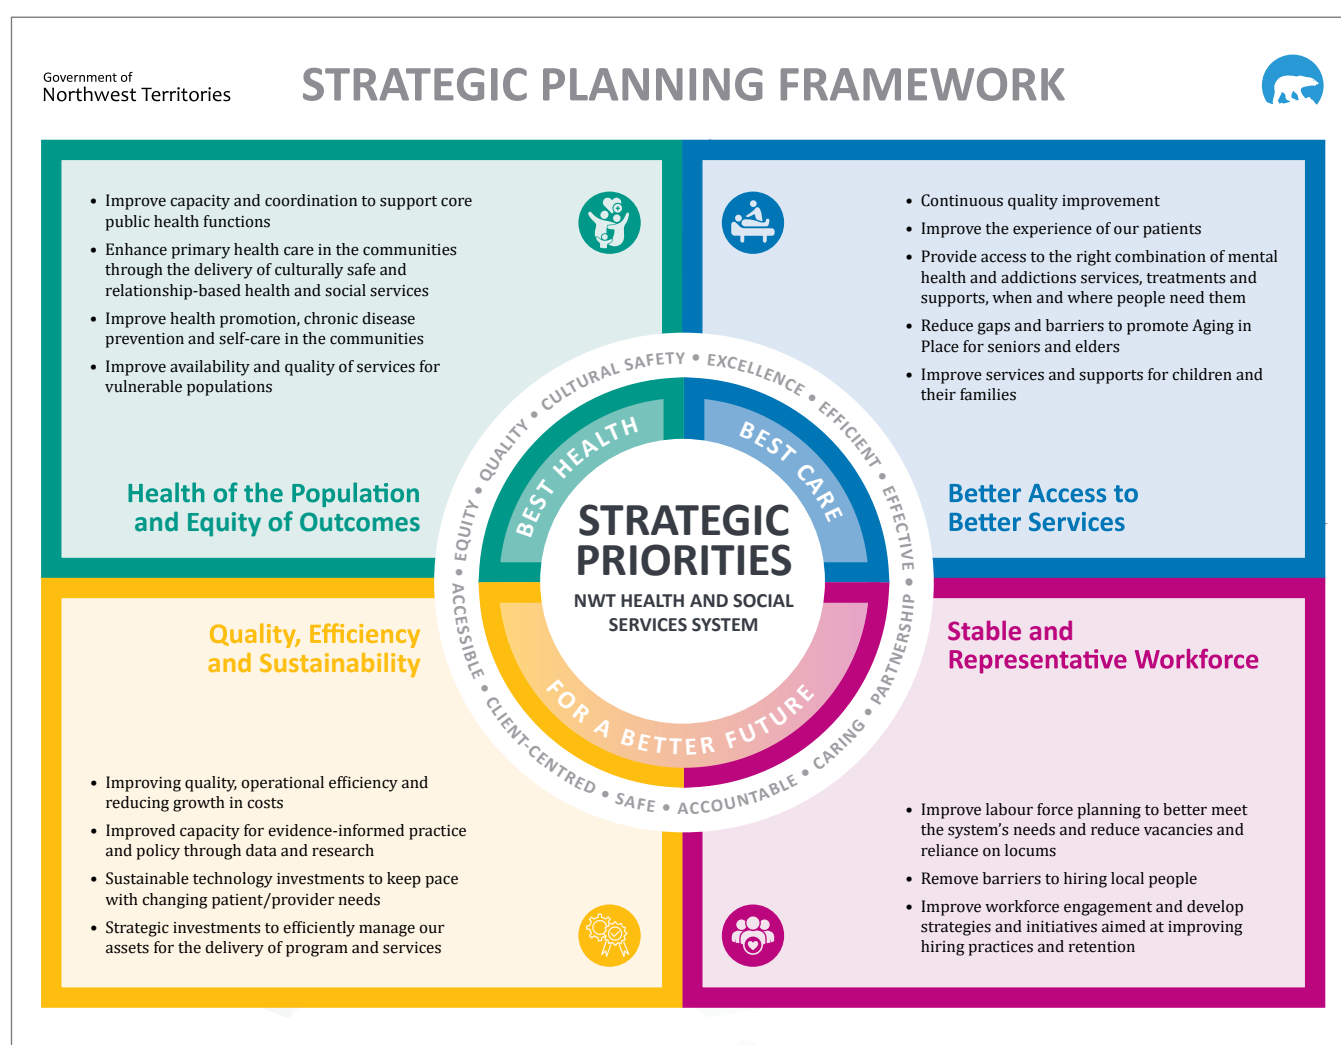 Government of
Northwest Territories
STRATEGIC PLANNING FRAMEWORK
• Improve capacity and coordination to support core
public health functions
• Enhance primary health care in the communities
through the delivery of culturally safe and
relationship-based health and social services
• Improve health promotion, chronic disease
prevention and self-care in the communities
• Improve availability and quality of services for
vulnerable populations
Health of the Population
and Equity of Outcomes
• Continuous quality improvement
• Improve the experience of our patients
• Provide access to the right combination of mental
health and addictions services, treatments and
supports, when and where people need them
• Reduce gaps and barriers to promote Aging in
Place for seniors and elders
• Improve services and supports for children and
their families
Better Access to
Better Services
• EQUITY • QUALITY • CULTURAL SAFETY • EXCELLENCE • EFFICIENT • EFFECTIVE • PARTNERSHIP • CARING • ACCOUNTABLE • SAFE • CLIENT-CENTRED • ACCESSIBLE
BEST HEALTH
BEST CARE
FOR A BETTER FUTURE
STRATEGIC
PRIORITIES
NWT HEALTH AND SOCIAL
SERVICES SYSTEM
Quality, Efficiency
and Sustainability
• Improving quality, operational efficiency and
reducing growth in costs
• Improved capacity for evidence-informed practice
and policy through data and research
• Sustainable technology investments to keep pace
with changing patient/provider needs
• Strategic investments to efficiently manage our
assets for the delivery of program and services
Stable and
Representative Workforce
• Improve labour force planning to better meet
the system's needs and reduce vacancies and
reliance on locums
• Remove barriers to hiring local people
• Improve workforce engagement and develop
strategies and initiatives aimed at improving
hiring practices and retention